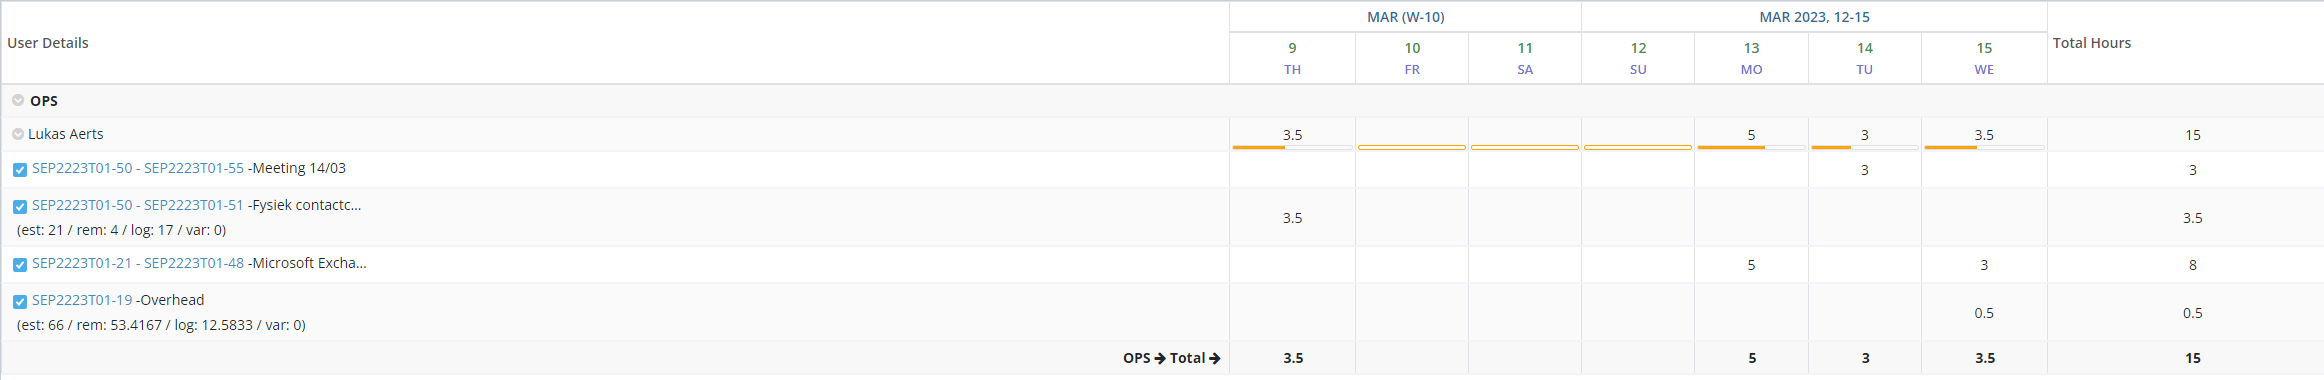 User Details MAR (W-10) MAR 2023, 12-15 Total Hours
9 10 11 12 13 14 15
TH FR SA SU MO TU WE
OPS
Lukas Aerts 3.5 5 3 3.5 15
SEP2223T01-50 - SEP2223T01-55 -Meeting 14/03 3 3
SEP2223T01-50 - SEP2223T01-51 -Fysiek contactc... 3.5 3.5
(est: 21 / rem: 4 / log: 17 / var: 0)
SEP2223T01-21 - SEP2223T01-48 -Microsoft Excha... 5 3 8
SEP2223T01-19 -Overhead 0.5 0.5
(est: 66 / rem: 53.4167 / log: 12.5833 / var: 0)
OPS → Total → 3.5 5 3 3.5 15